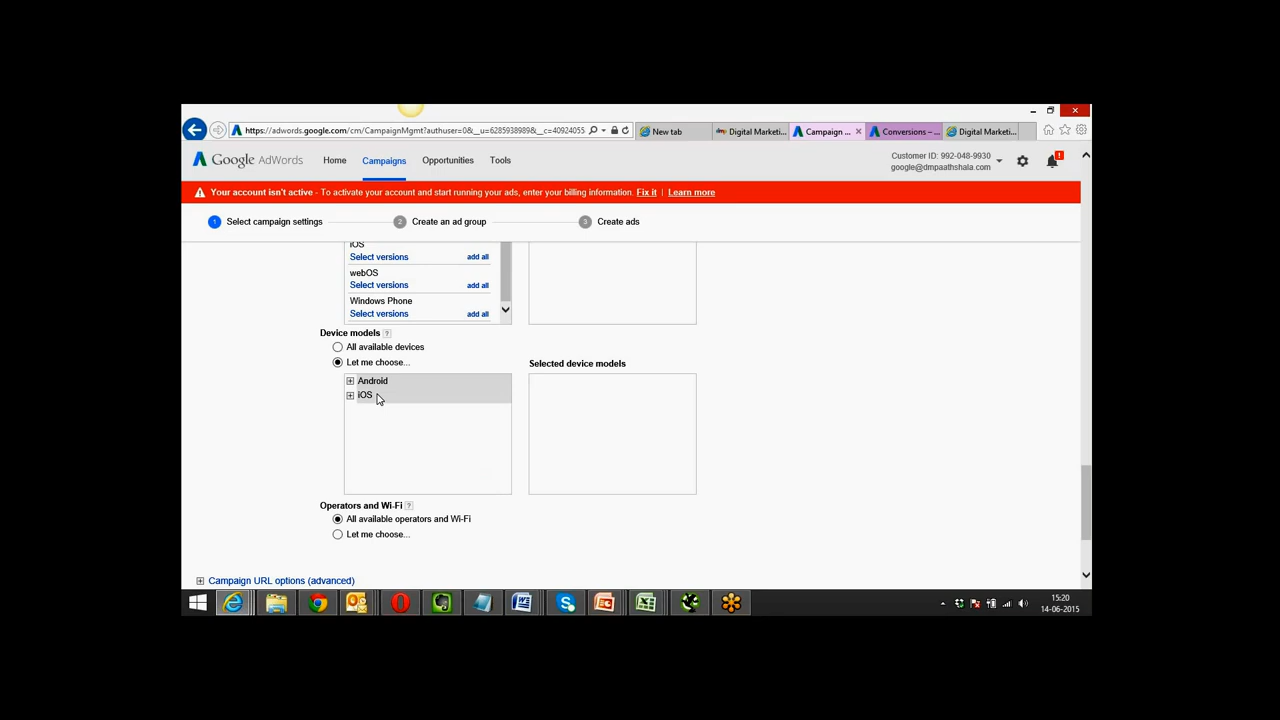 https://adwords.google.com/cm/CampaignMgmt?authuser=0&__u=6285938989&__c=40924055
New tab
Digital Marketi...
Campaign ...
Conversions – ...
Digital Marketi...
Google AdWords
Home
Campaigns
Opportunities
Tools
Customer ID: 992-048-9930
google@dmpaathshala.com
!
Your account isn't active - To activate your account and start running your ads, enter your billing information. Fix it | Learn more
1 Select campaign settings
2 Create an ad group
3 Create ads
iOS
Select versions add all
webOS
Select versions add all
Windows Phone
Select versions add all
Device models ?
All available devices
Let me choose...
Selected device models
Android
iOS
Operators and Wi-Fi ?
All available operators and Wi-Fi
Let me choose...
Campaign URL options (advanced)
15:20
14-06-2015